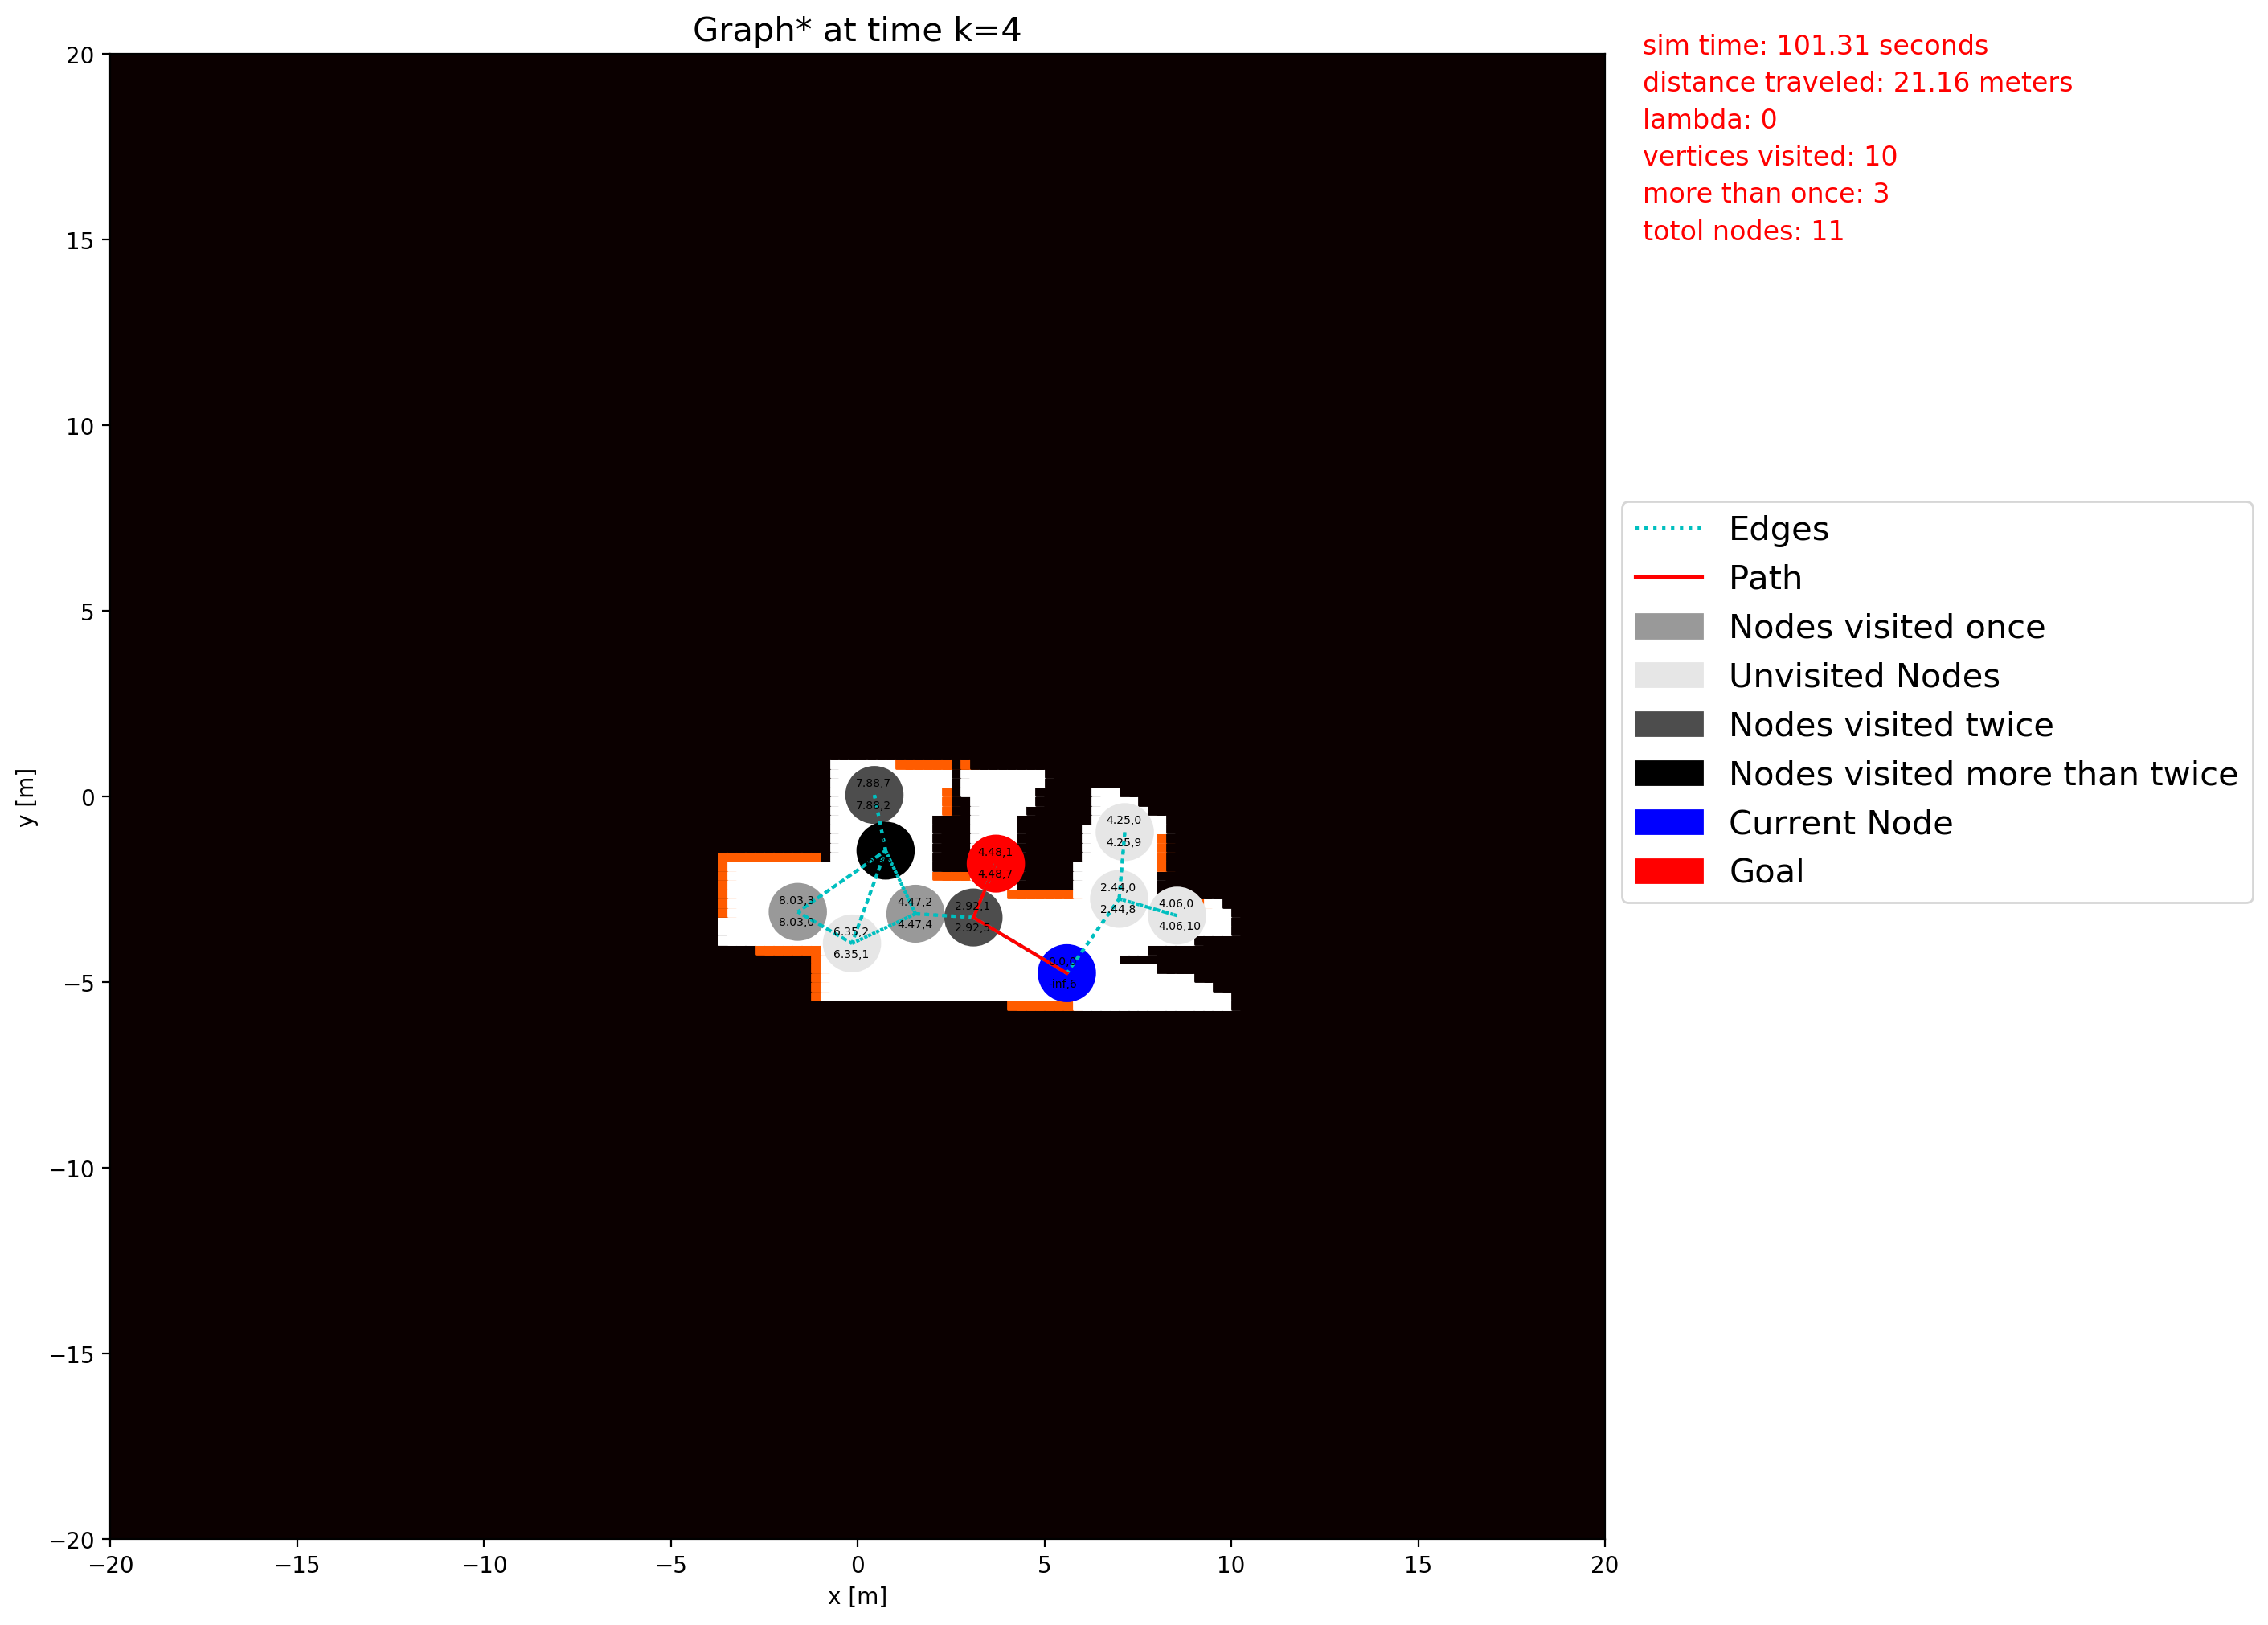 Graph* at time k=4
sim time: 101.31 seconds
distance traveled: 21.16 meters
lambda: 0
vertices visited: 10
more than once: 3
totol nodes: 11
20
15
10
5
0
−5
−10
−15
−20
y [m]
7.88,7
7.88,2
4.48,1
4.48,7
4.25,0
4.25,9
8.03,3
8.03,0
6.35,2
6.35,1
4.47,2
4.47,4
2.92,1
2.92,5
2.44,0
2.44,8
4.06,0
4.06,10
−20
−15
−10
−5
0
5
10
15
20
x [m]
Edges
Path
Nodes visited once
Unvisited Nodes
Nodes visited twice
Nodes visited more than twice
Current Node
Goal